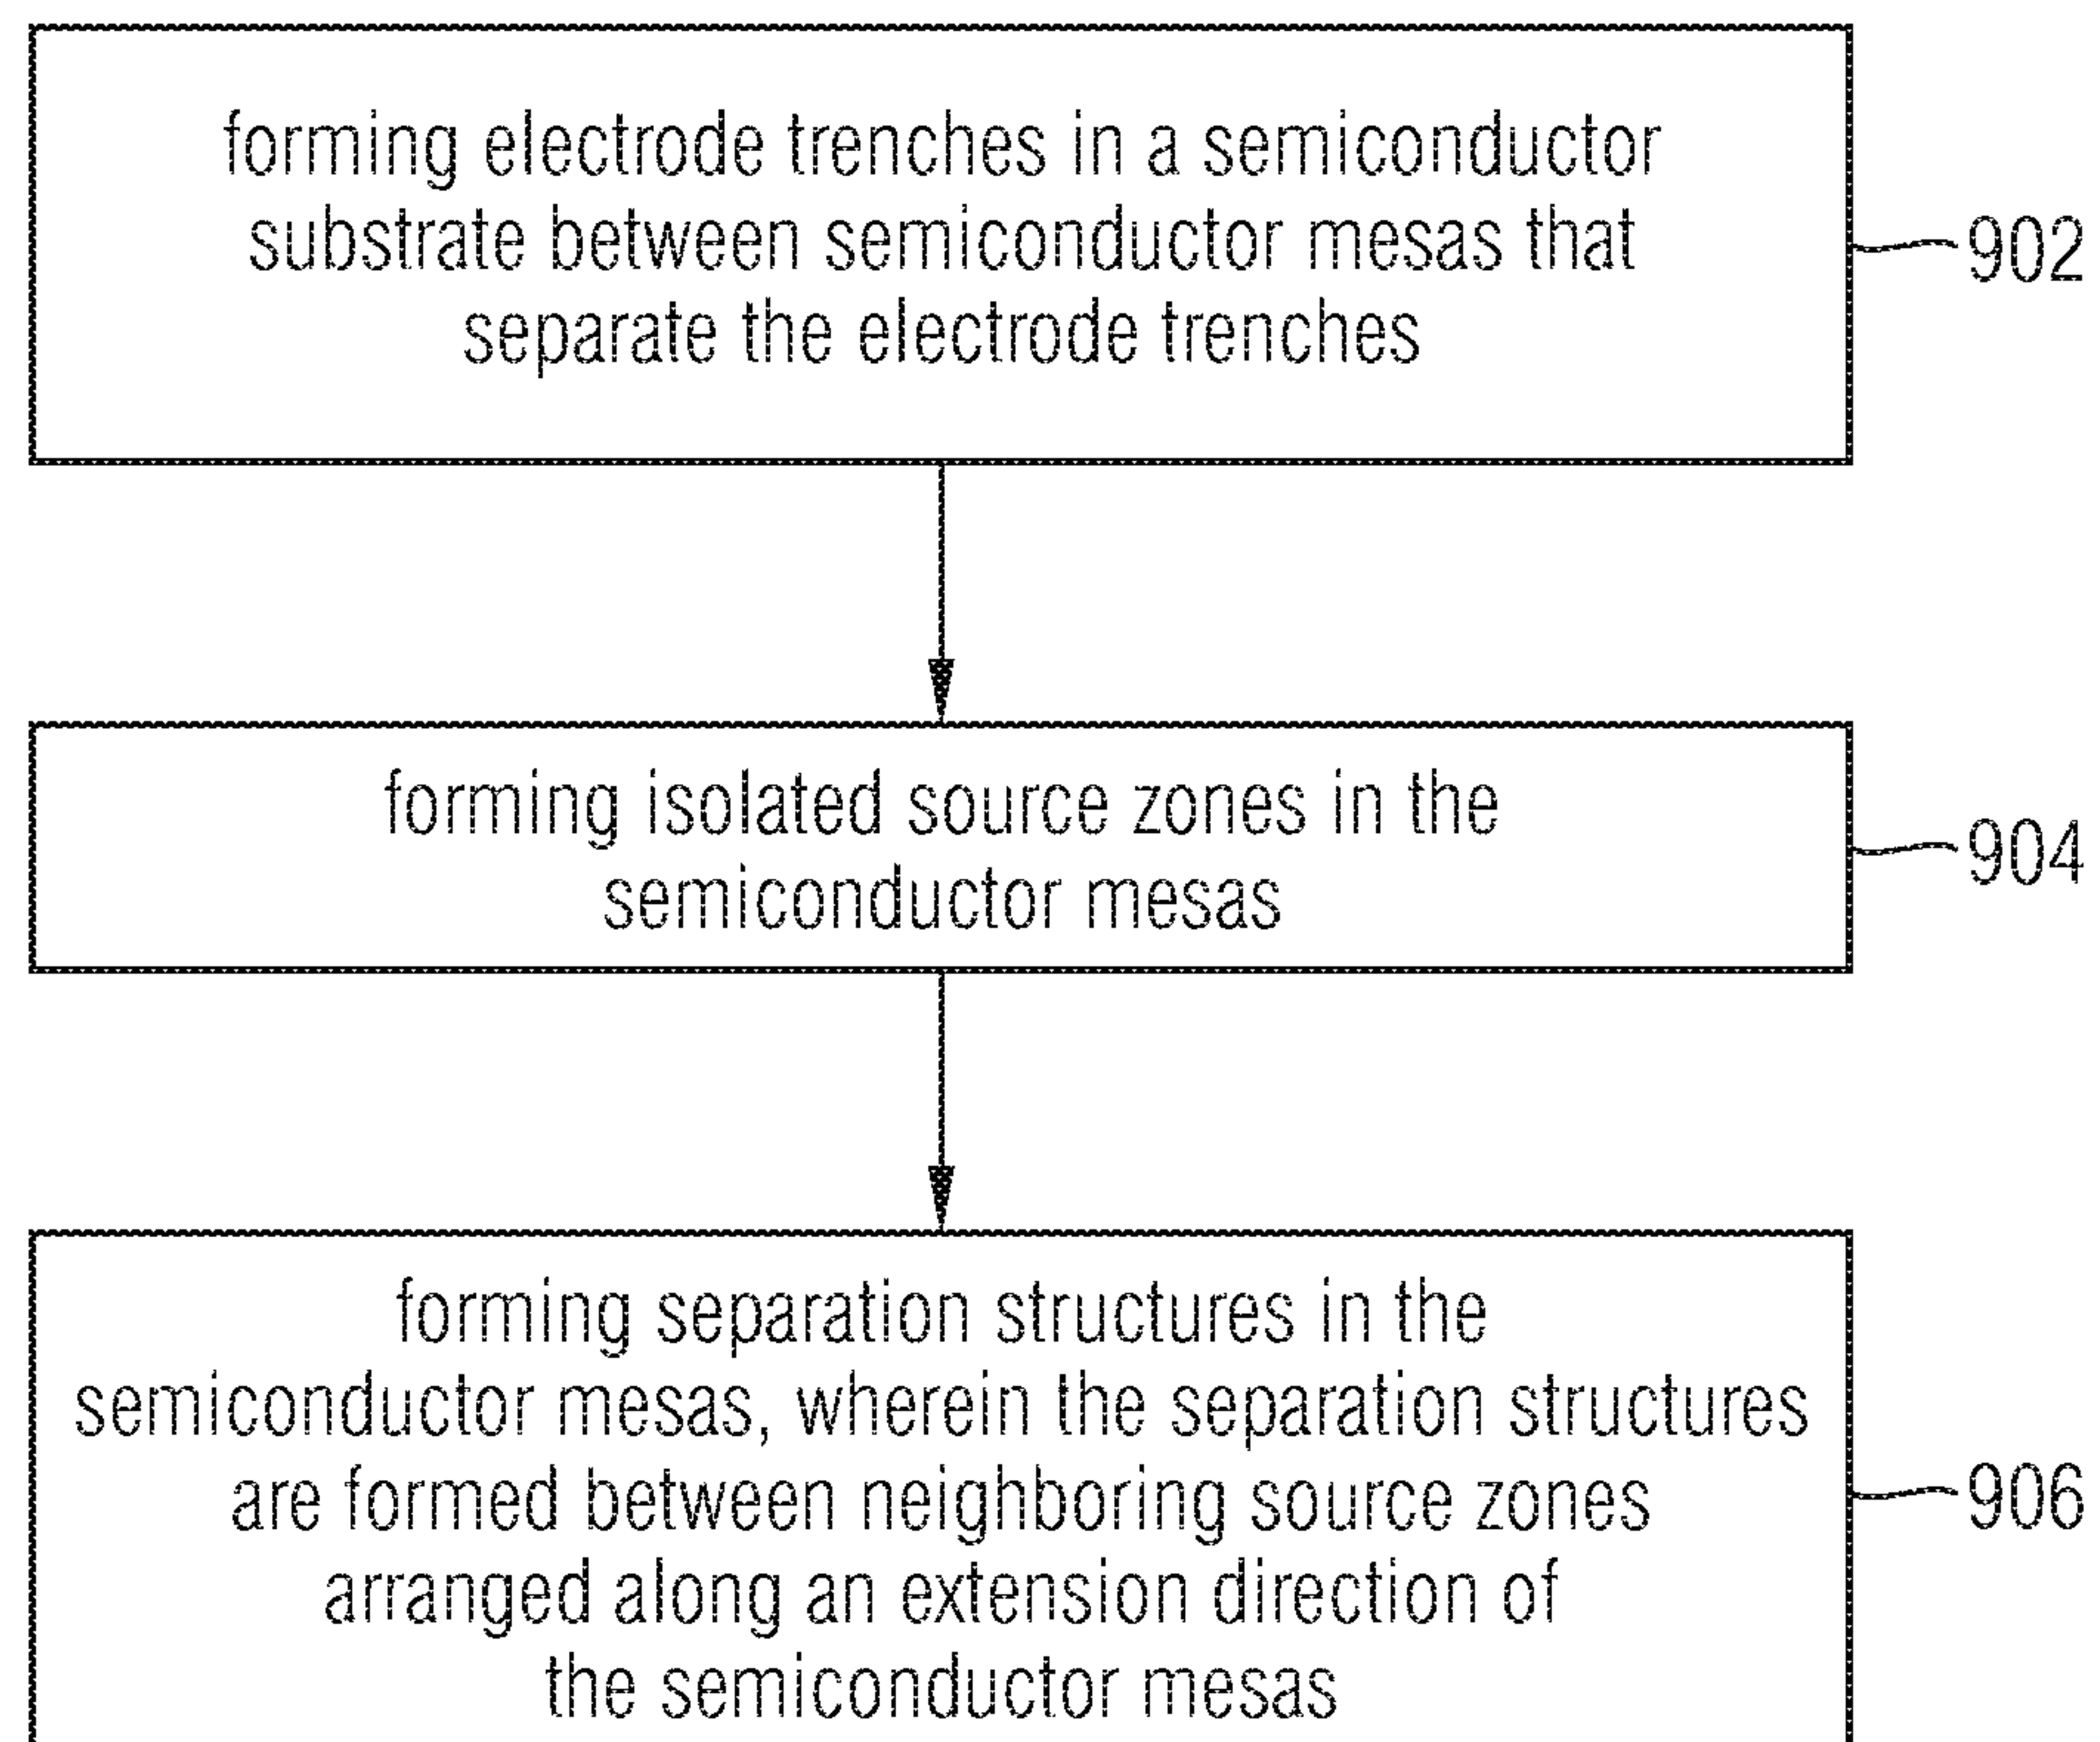 forming electrode trenches in a semiconductor
substrate between semiconductor mesas that
separate the electrode trenches
902
forming isolated source zones in the
semiconductor mesas
904
forming separation structures in the
semiconductor mesas, wherein the separation structures
are formed between neighboring source zones
arranged along an extension direction of
the semiconductor mesas
906